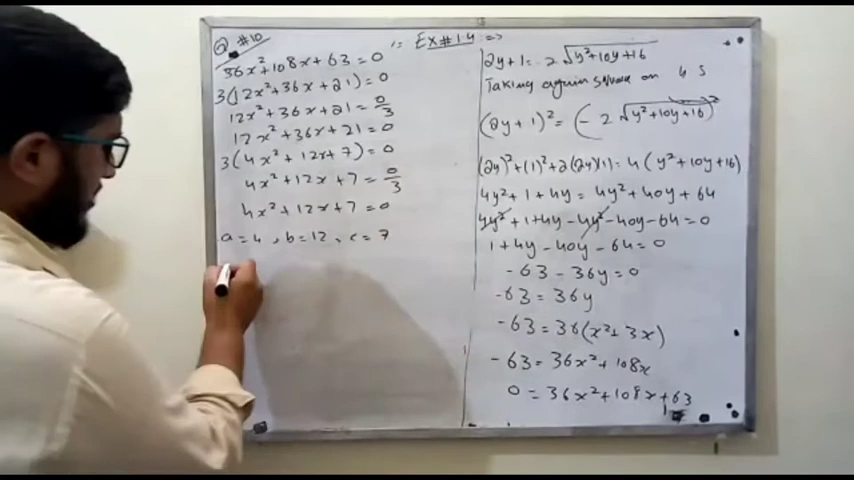 Q #10
∴ Ex#1.4 =>
36x²+108x+63=0
3(12x²+36x+21)=0
12x²+36x+21=0/3
12x²+36x+21=0
3(4x²+12x+7)=0
4x²+12x+7=0/3
4x²+12x+7=0
a=4, b=12, c=7
2y+1=-2√y²+10y+16
Taking again square on b s
(2y+1)²=(-2√y²+10y+16)²
(2y)²+(1)²+2(2y)(1)=4(y²+10y+16)
4y²+1+4y=4y²+40y+64
4y²+1+4y-4y²-40y-64=0
1+4y-40y-64=0
-63-36y=0
-63=36y
-63=36(x²+3x)
-63=36x²+108x
0=36x²+108x+63